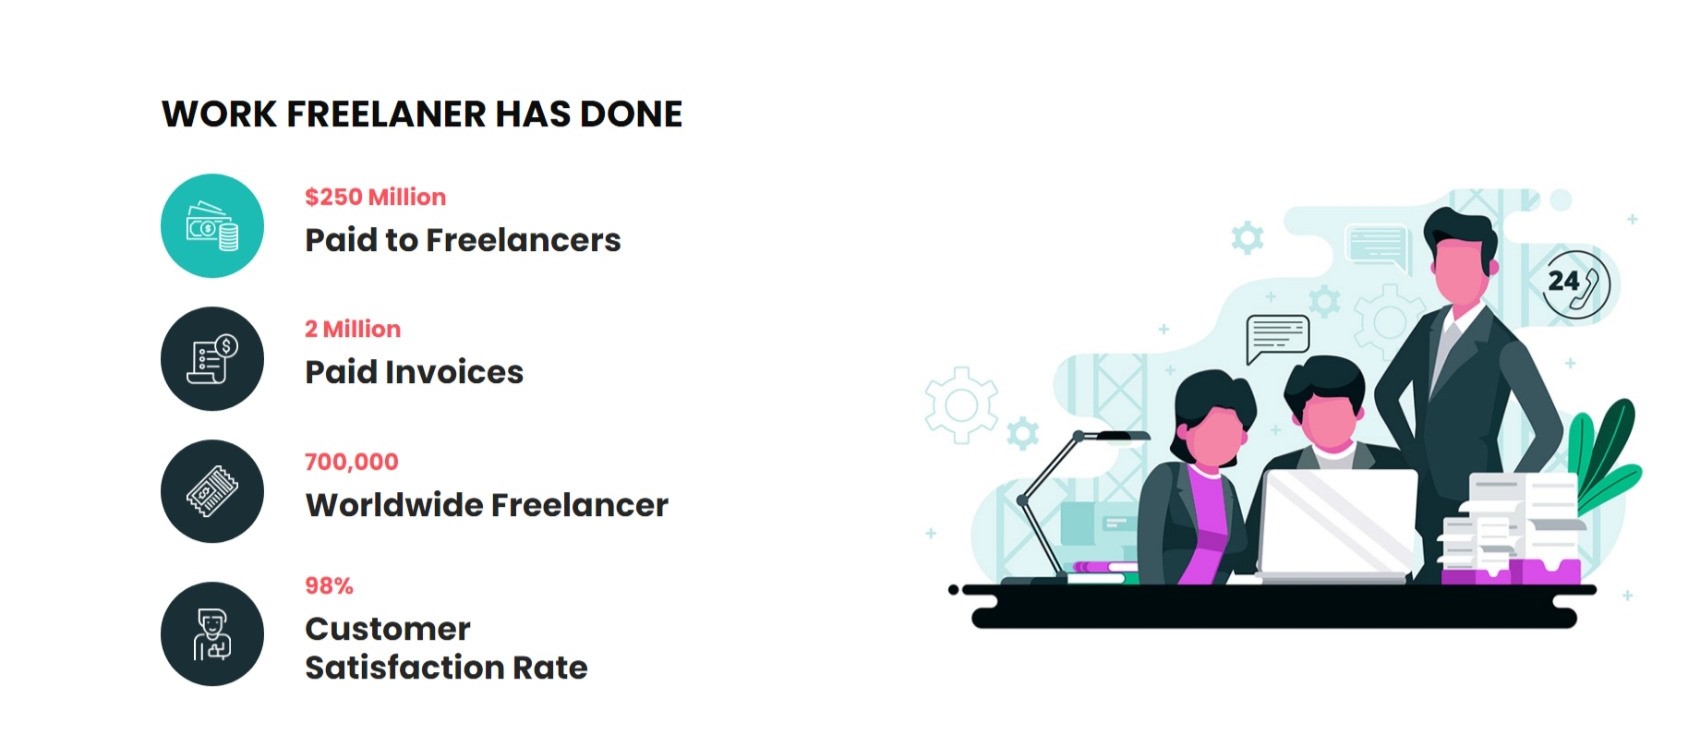 WORK FREELANER HAS DONE
$250 Million
Paid to Freelancers
2 Million
Paid Invoices
700,000
Worldwide Freelancer
98%
Customer
Satisfaction Rate
24